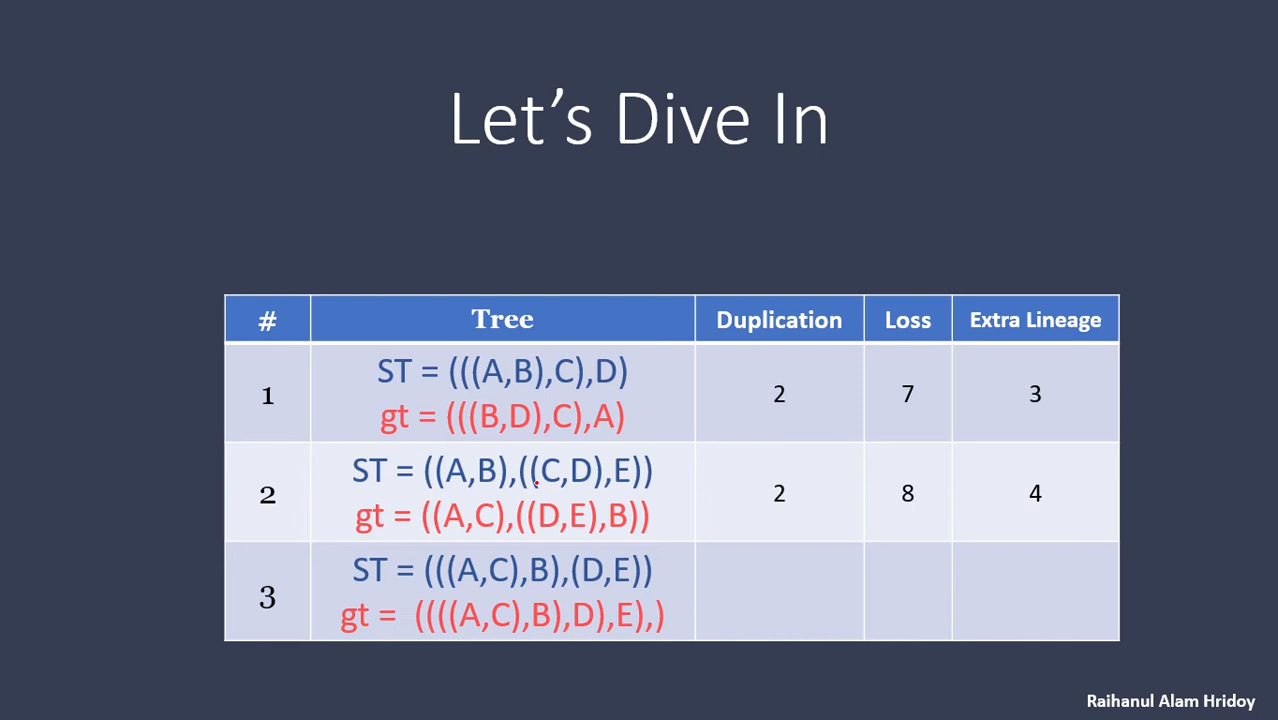 Let’s Dive In
# Tree Duplication Loss Extra Lineage
1 ST = (((A,B),C),D) 2 7 3
gt = (((B,D),C),A)
2 ST = ((A,B),((C,D),E)) 2 8 4
gt = ((A,C),((D,E),B))
3 ST = (((A,C),B),(D,E))
gt = ((((A,C),B),D),E),)
Raihanul Alam Hridoy